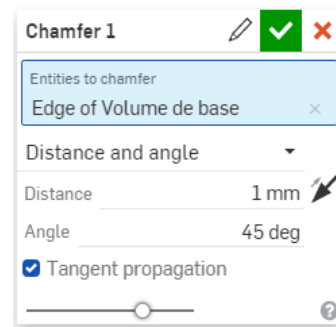 Chamfer 1
Entities to chamfer
Edge of Volume de base
Distance and angle
Distance 1 mm
Angle 45 deg
Tangent propagation
?